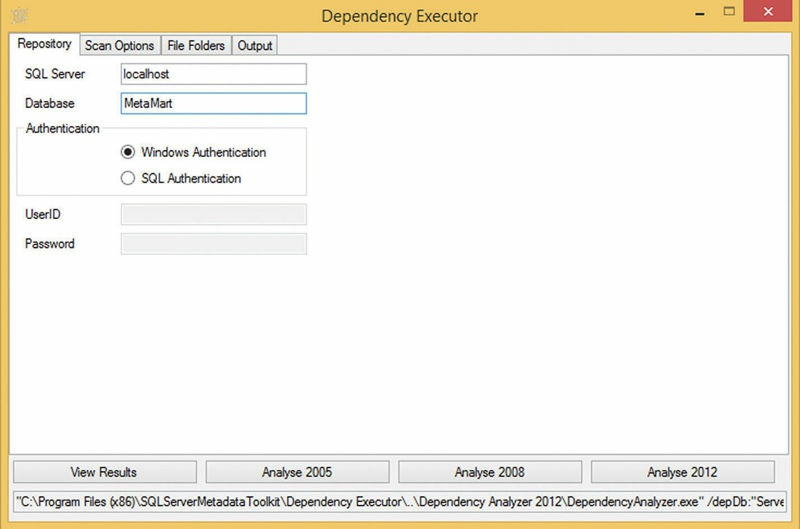 Dependency Executor
Repository Scan Options File Folders Output
SQL Server localhost
Database MetaMart
Authentication
Windows Authentication
SQL Authentication
UserID
Password
View Results Analyse 2005 Analyse 2008 Analyse 2012
"C:\Program Files (x86)\SQLServerMetadataToolkit\Dependency Executor\..\Dependency Analyzer 2012\DependencyAnalyzer.exe" /depDb:"Serve